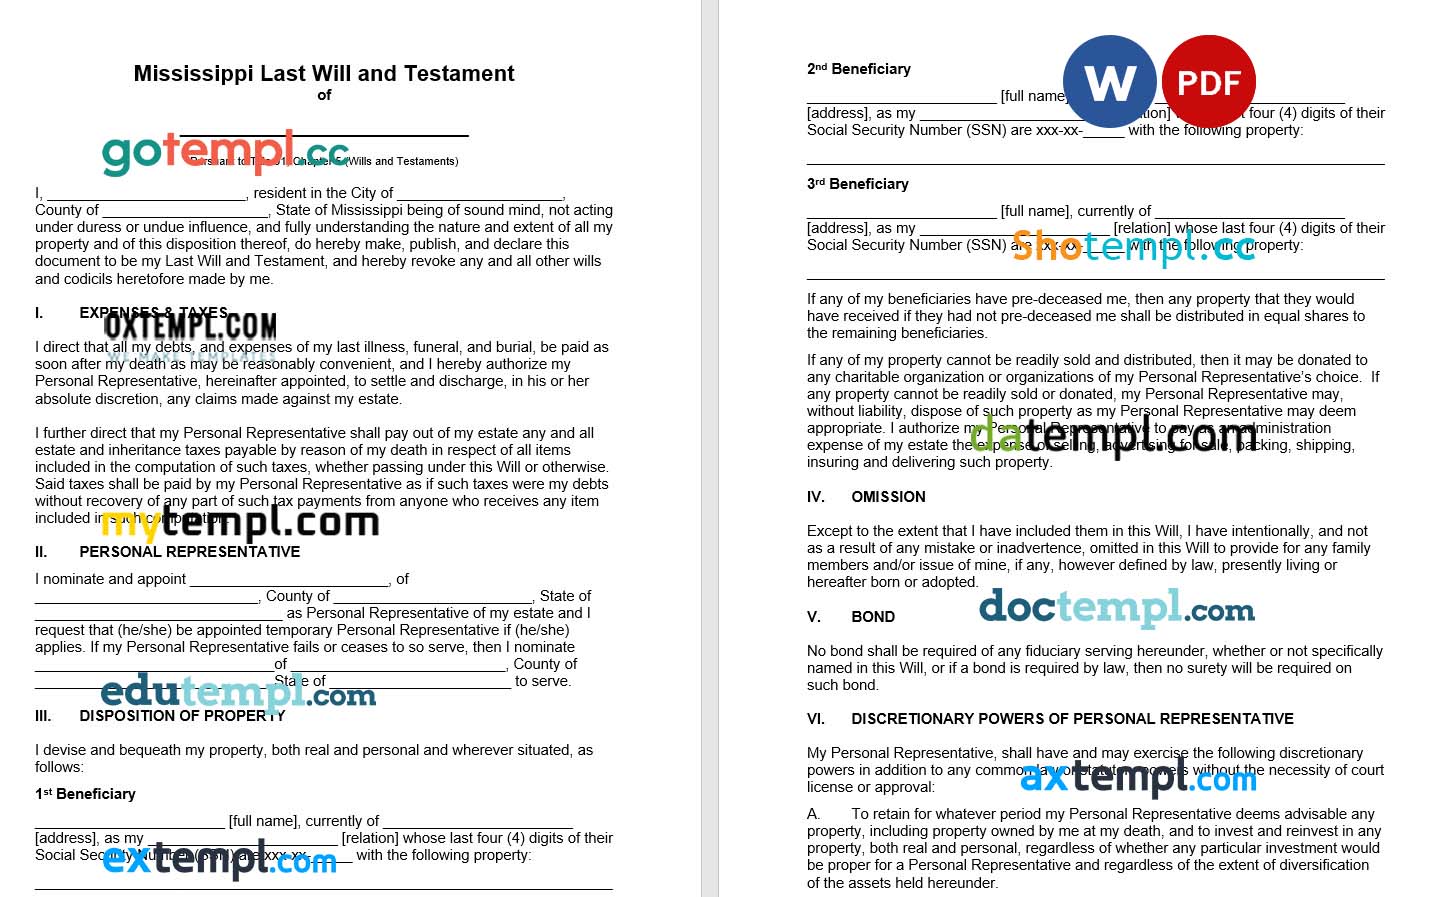 Mississippi Last Will and Testament
of
gotempl.cc
Pursuant to Title 91, Chapter 5 (Wills and Testaments)
I, ________________________, resident in the City of ____________________,
County of ____________________, State of Mississippi being of sound mind, not acting
under duress or undue influence, and fully understanding the nature and extent of all my
property and of this disposition thereof, do hereby make, publish, and declare this
document to be my Last Will and Testament, and hereby revoke any and all other wills
and codicils heretofore made by me.
I. EXPENSES & TAXES
OXTEMPL.COM
WE MAKE TEMPLATES
I direct that all my debts, and expenses of my last illness, funeral, and burial, be paid as
soon after my death as may be reasonably convenient, and I hereby authorize my
Personal Representative, hereinafter appointed, to settle and discharge, in his or her
absolute discretion, any claims made against my estate.
I further direct that my Personal Representative shall pay out of my estate any and all
estate and inheritance taxes payable by reason of my death in respect of all items
included in the computation of such taxes, whether passing under this Will or otherwise.
Said taxes shall be paid by my Personal Representative as if such taxes were my debts
without recovery of any part of such tax payments from anyone who receives any item
included in such computation.
mytempl.com
II. PERSONAL REPRESENTATIVE
I nominate and appoint ________________________, of
___________________________, County of ________________________, State of
______________________________ as Personal Representative of my estate and I
request that (he/she) be appointed temporary Personal Representative if (he/she)
applies. If my Personal Representative fails or ceases to so serve, then I nominate
_____________________________of __________________________, County of
_____________________________State of ______________________ to serve.
edutempl.com
III. DISPOSITION OF PROPERTY
I devise and bequeath my property, both real and personal and wherever situated, as
follows:
1st Beneficiary
_______________________ [full name], currently of _______________________
[address], as my _______________________ [relation] whose last four (4) digits of their
Social Security Number (SSN) are xxx-xx-_____ with the following property:
extempl.com
2nd Beneficiary
W PDF
_______________________ [full name], _______________________
[address], as my _______________________ [relation] four (4) digits of their
Social Security Number (SSN) are xxx-xx-_____ with the following property:
3rd Beneficiary
_______________________ [full name], currently of _______________________
[address], as my _______________________ [relation] whose last four (4) digits of their
Social Security Number (SSN) are xxx-xx-_____ with the following property:
Shotempl.cc
If any of my beneficiaries have pre-deceased me, then any property that they would
have received if they had not pre-deceased me shall be distributed in equal shares to
the remaining beneficiaries.
If any of my property cannot be readily sold and distributed, then it may be donated to
any charitable organization or organizations of my Personal Representative's choice. If
any property cannot be readily sold or donated, my Personal Representative may,
without liability, dispose of such property as my Personal Representative may deem
appropriate. I authorize my Personal Representative to pay as an administration
expense of my estate the expense of selling, advertising for sale, packing, shipping,
insuring and delivering such property.
datempl.com
IV. OMISSION
Except to the extent that I have included them in this Will, I have intentionally, and not
as a result of any mistake or inadvertence, omitted in this Will to provide for any family
members and/or issue of mine, if any, however defined by law, presently living or
hereafter born or adopted.
doctempl.com
V. BOND
No bond shall be required of any fiduciary serving hereunder, whether or not specifically
named in this Will, or if a bond is required by law, then no surety will be required on
such bond.
VI. DISCRETIONARY POWERS OF PERSONAL REPRESENTATIVE
My Personal Representative, shall have and may exercise the following discretionary
powers in addition to any common law or statutory powers without the necessity of court
license or approval:
axtempl.com
A. To retain for whatever period my Personal Representative deems advisable any
property, including property owned by me at my death, and to invest and reinvest in any
property, both real and personal, regardless of whether any particular investment would
be proper for a Personal Representative and regardless of the extent of diversification
of the assets held hereunder.